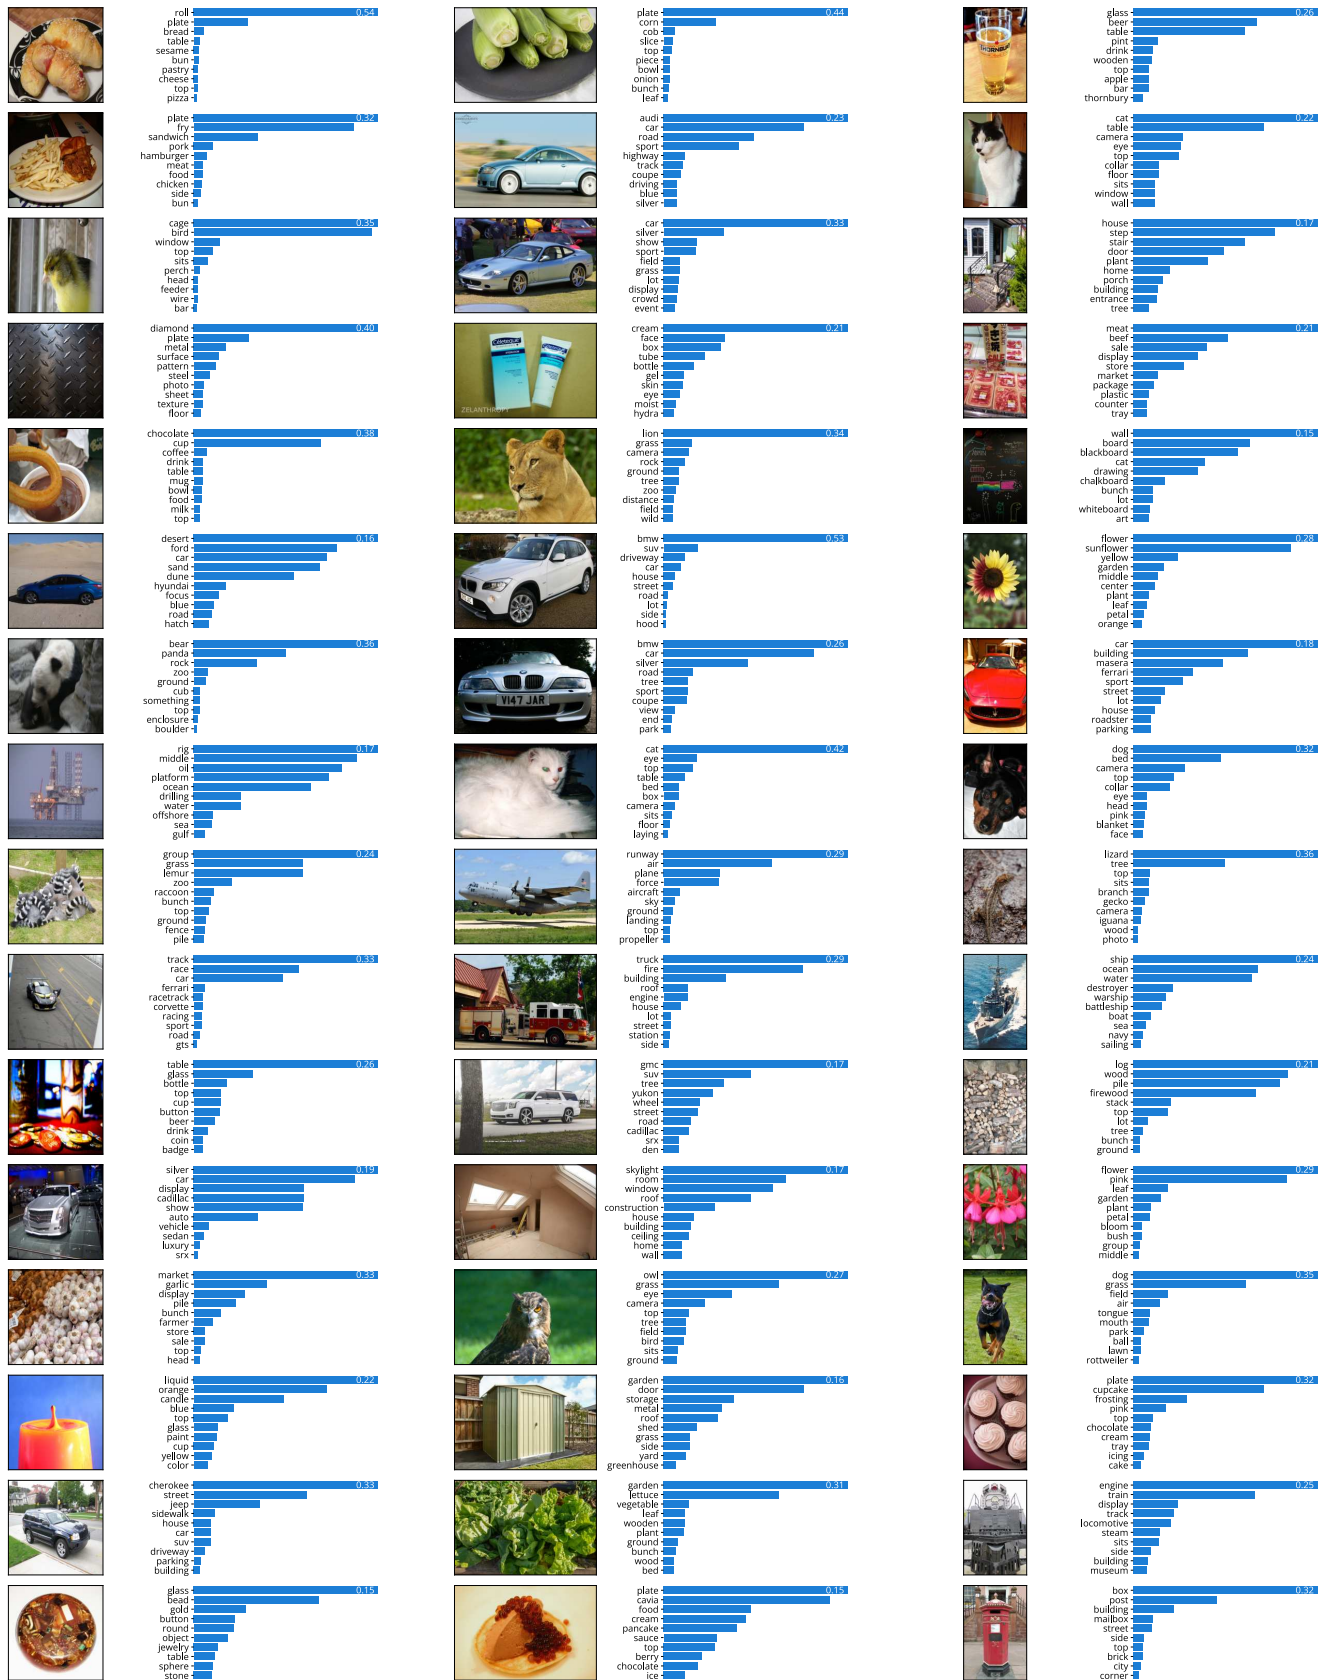 roll 0.54
plate
bread
table
sesame
bun
pastry
cheese
top
pizza
plate 0.44
corn
cob
slice
top
piece
bowl
onion
bunch
leaf
THORNBURY
glass 0.26
beer
table
pint
drink
wooden
top
apple
bar
thornbury
plate 0.32
fry
sandwich
pork
hamburger
meat
food
chicken
side
bun
audi 0.23
car
road
sport
highway
track
coupe
driving
blue
silver
cat 0.22
table
camera
eye
top
collar
floor
sits
window
wall
cage 0.35
bird
window
top
sits
perch
head
feeder
wire
bar
car 0.33
silver
show
sport
field
grass
lot
display
crowd
event
house 0.17
step
stair
door
plant
home
porch
building
entrance
tree
diamond 0.40
plate
metal
surface
pattern
steel
photo
sheet
texture
floor
Céleteque
ZELANTHROPY
cream 0.21
face
box
tube
bottle
gel
skin
eye
moist
hydra
SALE
meat 0.21
beef
sale
display
store
market
package
plastic
counter
tray
chocolate 0.38
cup
coffee
drink
table
mug
bowl
food
milk
top
lion 0.34
grass
camera
rock
ground
tree
zoo
distance
field
wild
wall 0.15
board
blackboard
cat
drawing
chalkboard
bunch
lot
whiteboard
art
desert 0.16
ford
car
sand
dune
hyundai
focus
blue
road
hatch
bmw 0.53
suv
driveway
car
house
street
road
lot
side
hood
flower 0.28
sunflower
yellow
garden
middle
center
plant
leaf
petal
orange
bear 0.36
panda
rock
zoo
ground
cub
something
top
enclosure
boulder
V147 JAR
bmw 0.26
car
silver
road
tree
sport
coupe
view
end
park
car 0.18
building
masera
ferrari
sport
street
lot
house
roadster
parking
rig 0.17
middle
oil
platform
ocean
drilling
water
offshore
sea
gulf
cat 0.42
eye
top
table
bed
box
camera
sits
floor
laying
dog 0.32
bed
camera
top
collar
eye
head
pink
blanket
face
group 0.24
grass
lemur
zoo
raccoon
bunch
top
ground
fence
pile
runway 0.29
air
plane
force
aircraft
sky
ground
landing
top
propeller
lizard 0.36
tree
top
sits
branch
gecko
camera
iguana
wood
photo
track 0.33
race
car
ferrari
racetrack
corvette
racing
sport
road
gts
truck 0.29
fire
building
roof
engine
house
lot
street
station
side
ship 0.24
ocean
water
destroyer
warship
battleship
boat
sea
navy
sailing
table 0.26
glass
bottle
top
cup
button
beer
drink
coin
badge
gmc 0.17
suv
tree
yukon
wheel
street
road
cadillac
srx
den
log 0.21
wood
pile
firewood
stack
top
lot
tree
bunch
ground
silver 0.19
car
display
cadillac
show
auto
vehicle
sedan
luxury
srx
skylight 0.17
room
window
roof
construction
house
building
ceiling
home
wall
flower 0.29
pink
leaf
garden
plant
petal
bloom
bush
group
middle
market 0.33
garlic
display
pile
bunch
farmer
store
sale
top
head
owl 0.27
grass
eye
camera
top
tree
field
bird
sits
ground
dog 0.35
grass
field
air
tongue
mouth
park
ball
lawn
rottweiler
liquid 0.22
orange
candle
blue
top
glass
paint
cup
yellow
color
garden 0.16
door
storage
metal
roof
shed
grass
side
yard
greenhouse
plate 0.32
cupcake
frosting
pink
top
chocolate
cream
tray
icing
cake
cherokee 0.33
street
jeep
sidewalk
house
car
suv
driveway
parking
building
garden 0.31
lettuce
vegetable
leaf
wooden
plant
ground
bunch
wood
bed
engine 0.25
train
display
track
locomotive
steam
sits
side
building
museum
glass 0.15
bead
gold
button
round
object
jewelry
table
sphere
stone
plate 0.15
cavia
food
cream
pancake
sauce
top
berry
chocolate
ice
box 0.32
post
building
mailbox
street
side
top
brick
city
corner